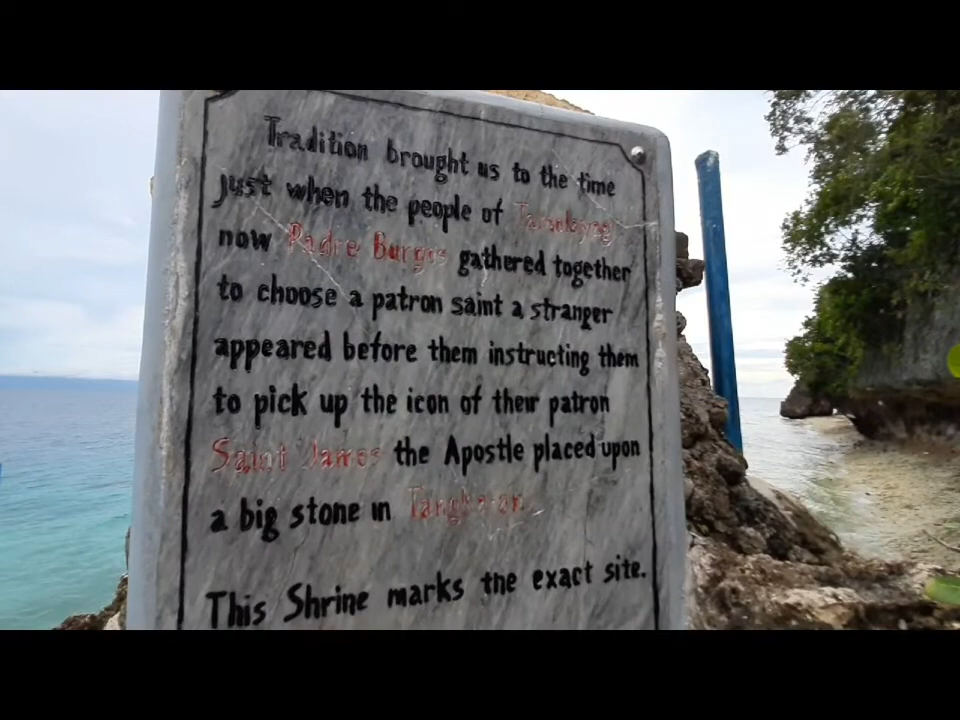 Tradition brought us to the time
just when the people of
now Padre Burgos gathered together
to choose a patron saint a stranger
appeared before them instructing them
to pick up the icon of their patron
Saint James the Apostle placed upon
a big stone in
This Shrine marks the exact site.